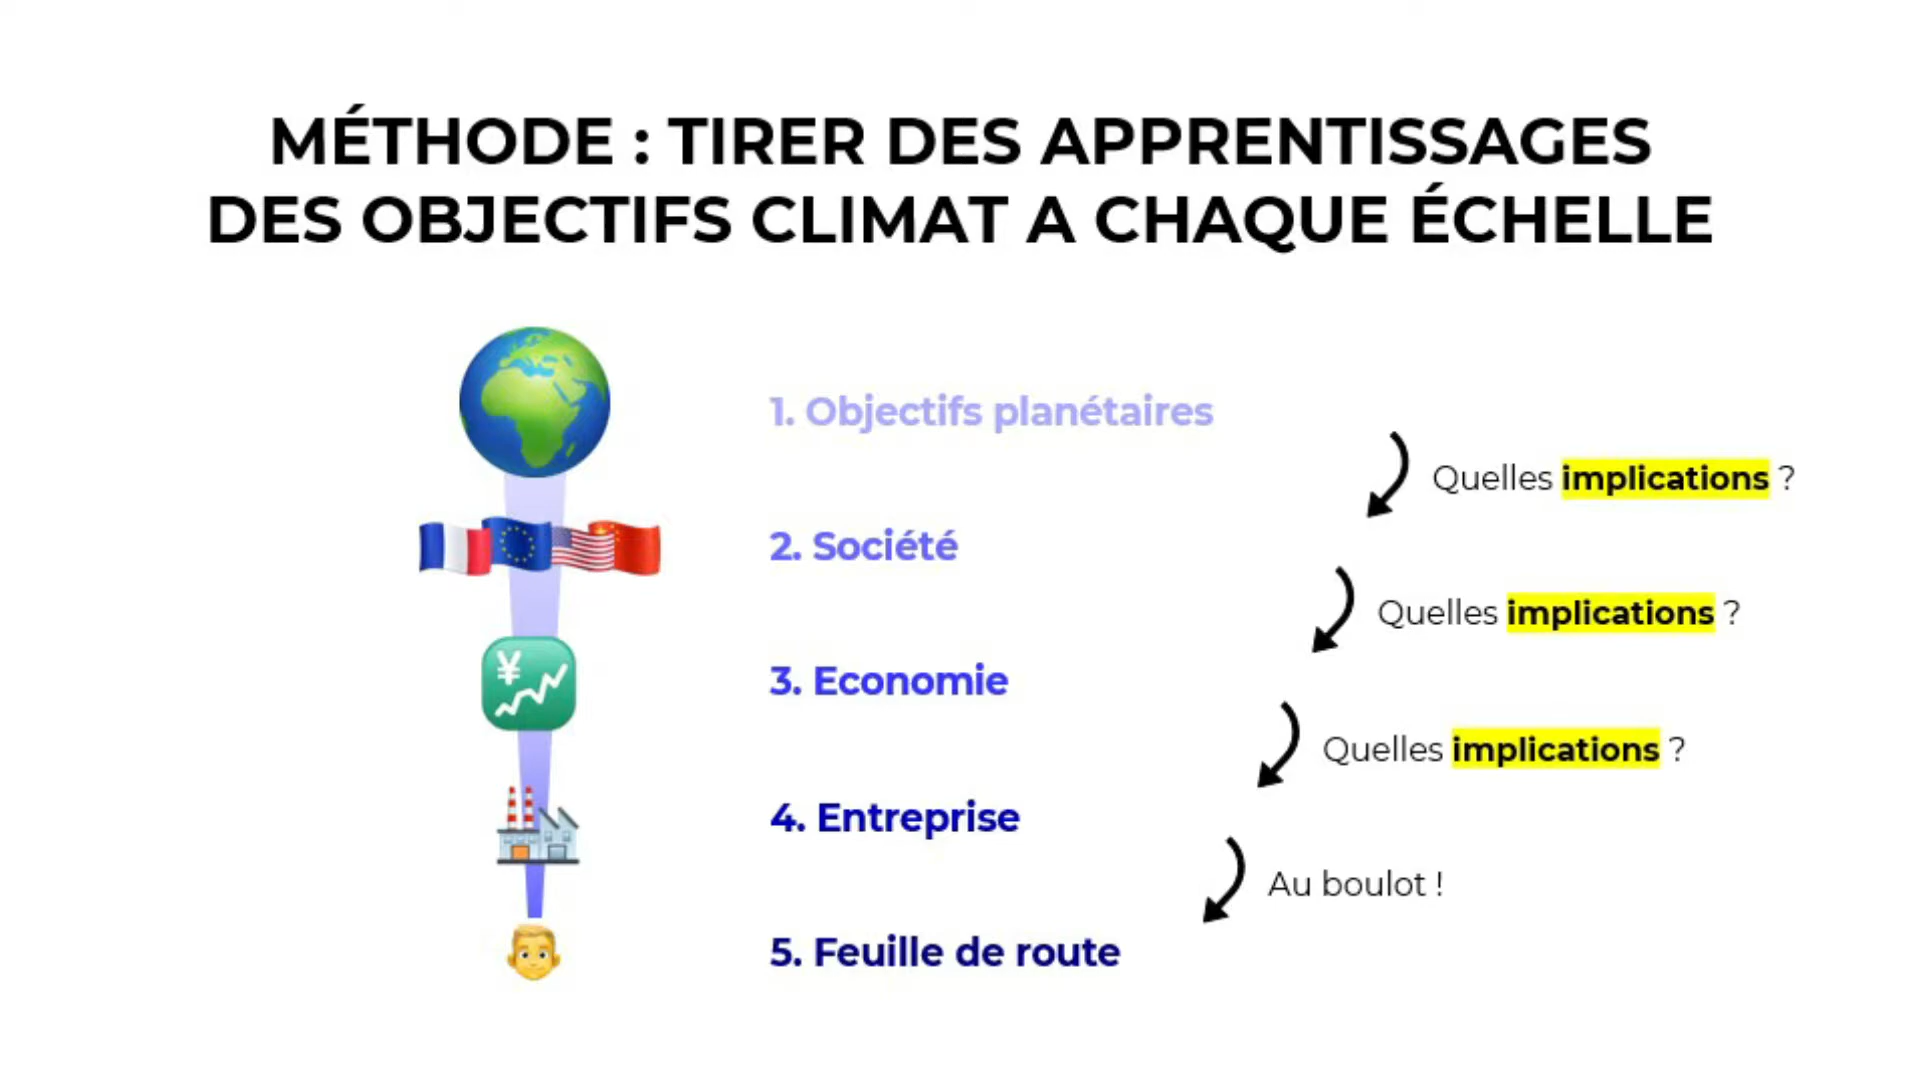 MÉTHODE : TIRER DES APPRENTISSAGES
DES OBJECTIFS CLIMAT A CHAQUE ÉCHELLE
1. Objectifs planétaires
Quelles implications ?
2. Société
Quelles implications ?
¥
3. Economie
Quelles implications ?
4. Entreprise
Au boulot !
5. Feuille de route